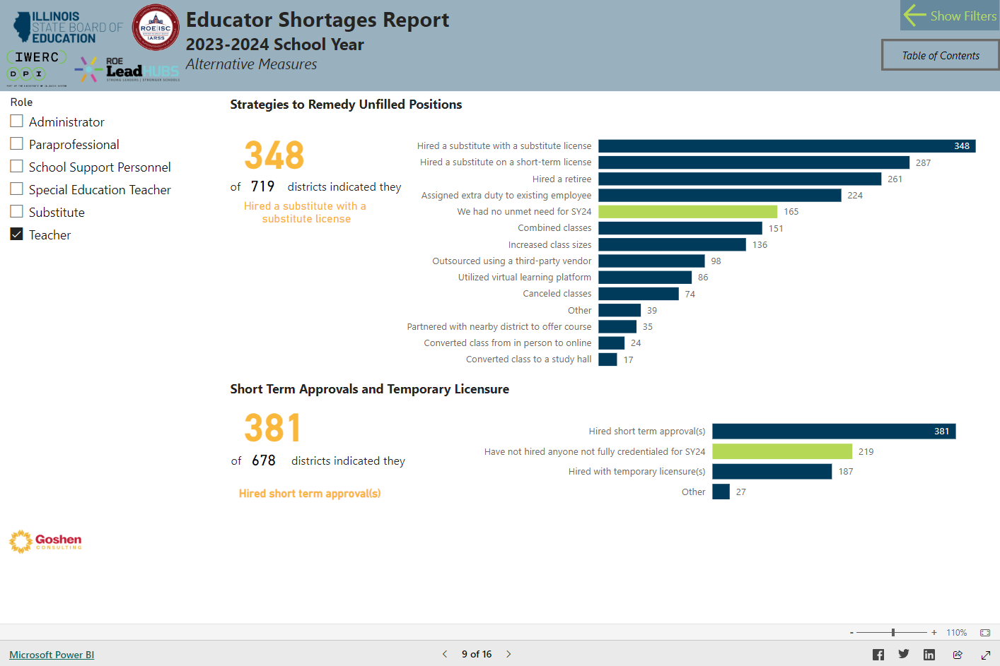 ILLINOIS
STATE BOARD OF
EDUCATION
ROE|ISC
IARSS
IWERC
DPI
ROE
LeadHUBS
STRONG LEADERS | STRONGER SCHOOLS
Educator Shortages Report
2023-2024 School Year
Alternative Measures
Show Filters
Table of Contents
Role
Administrator
Paraprofessional
School Support Personnel
Special Education Teacher
Substitute
Teacher
Strategies to Remedy Unfilled Positions
348
of 719 districts indicated they
Hired a substitute with a
substitute license
Hired a substitute with a substitute license 348
Hired a substitute on a short-term license 287
Hired a retiree 261
Assigned extra duty to existing employee 224
We had no unmet need for SY24 165
Combined classes 151
Increased class sizes 136
Outsourced using a third-party vendor 98
Utilized virtual learning platform 86
Canceled classes 74
Other 39
Partnered with nearby district to offer course 35
Converted class from in person to online 24
Converted class to a study hall 17
Short Term Approvals and Temporary Licensure
381
of 678 districts indicated they
Hired short term approval(s)
Hired short term approval(s) 381
Have not hired anyone not fully credentialed for SY24 219
Hired with temporary licensure(s) 187
Other 27
Goshen
CONSULTING
- + 110%
Microsoft Power BI
9 of 16